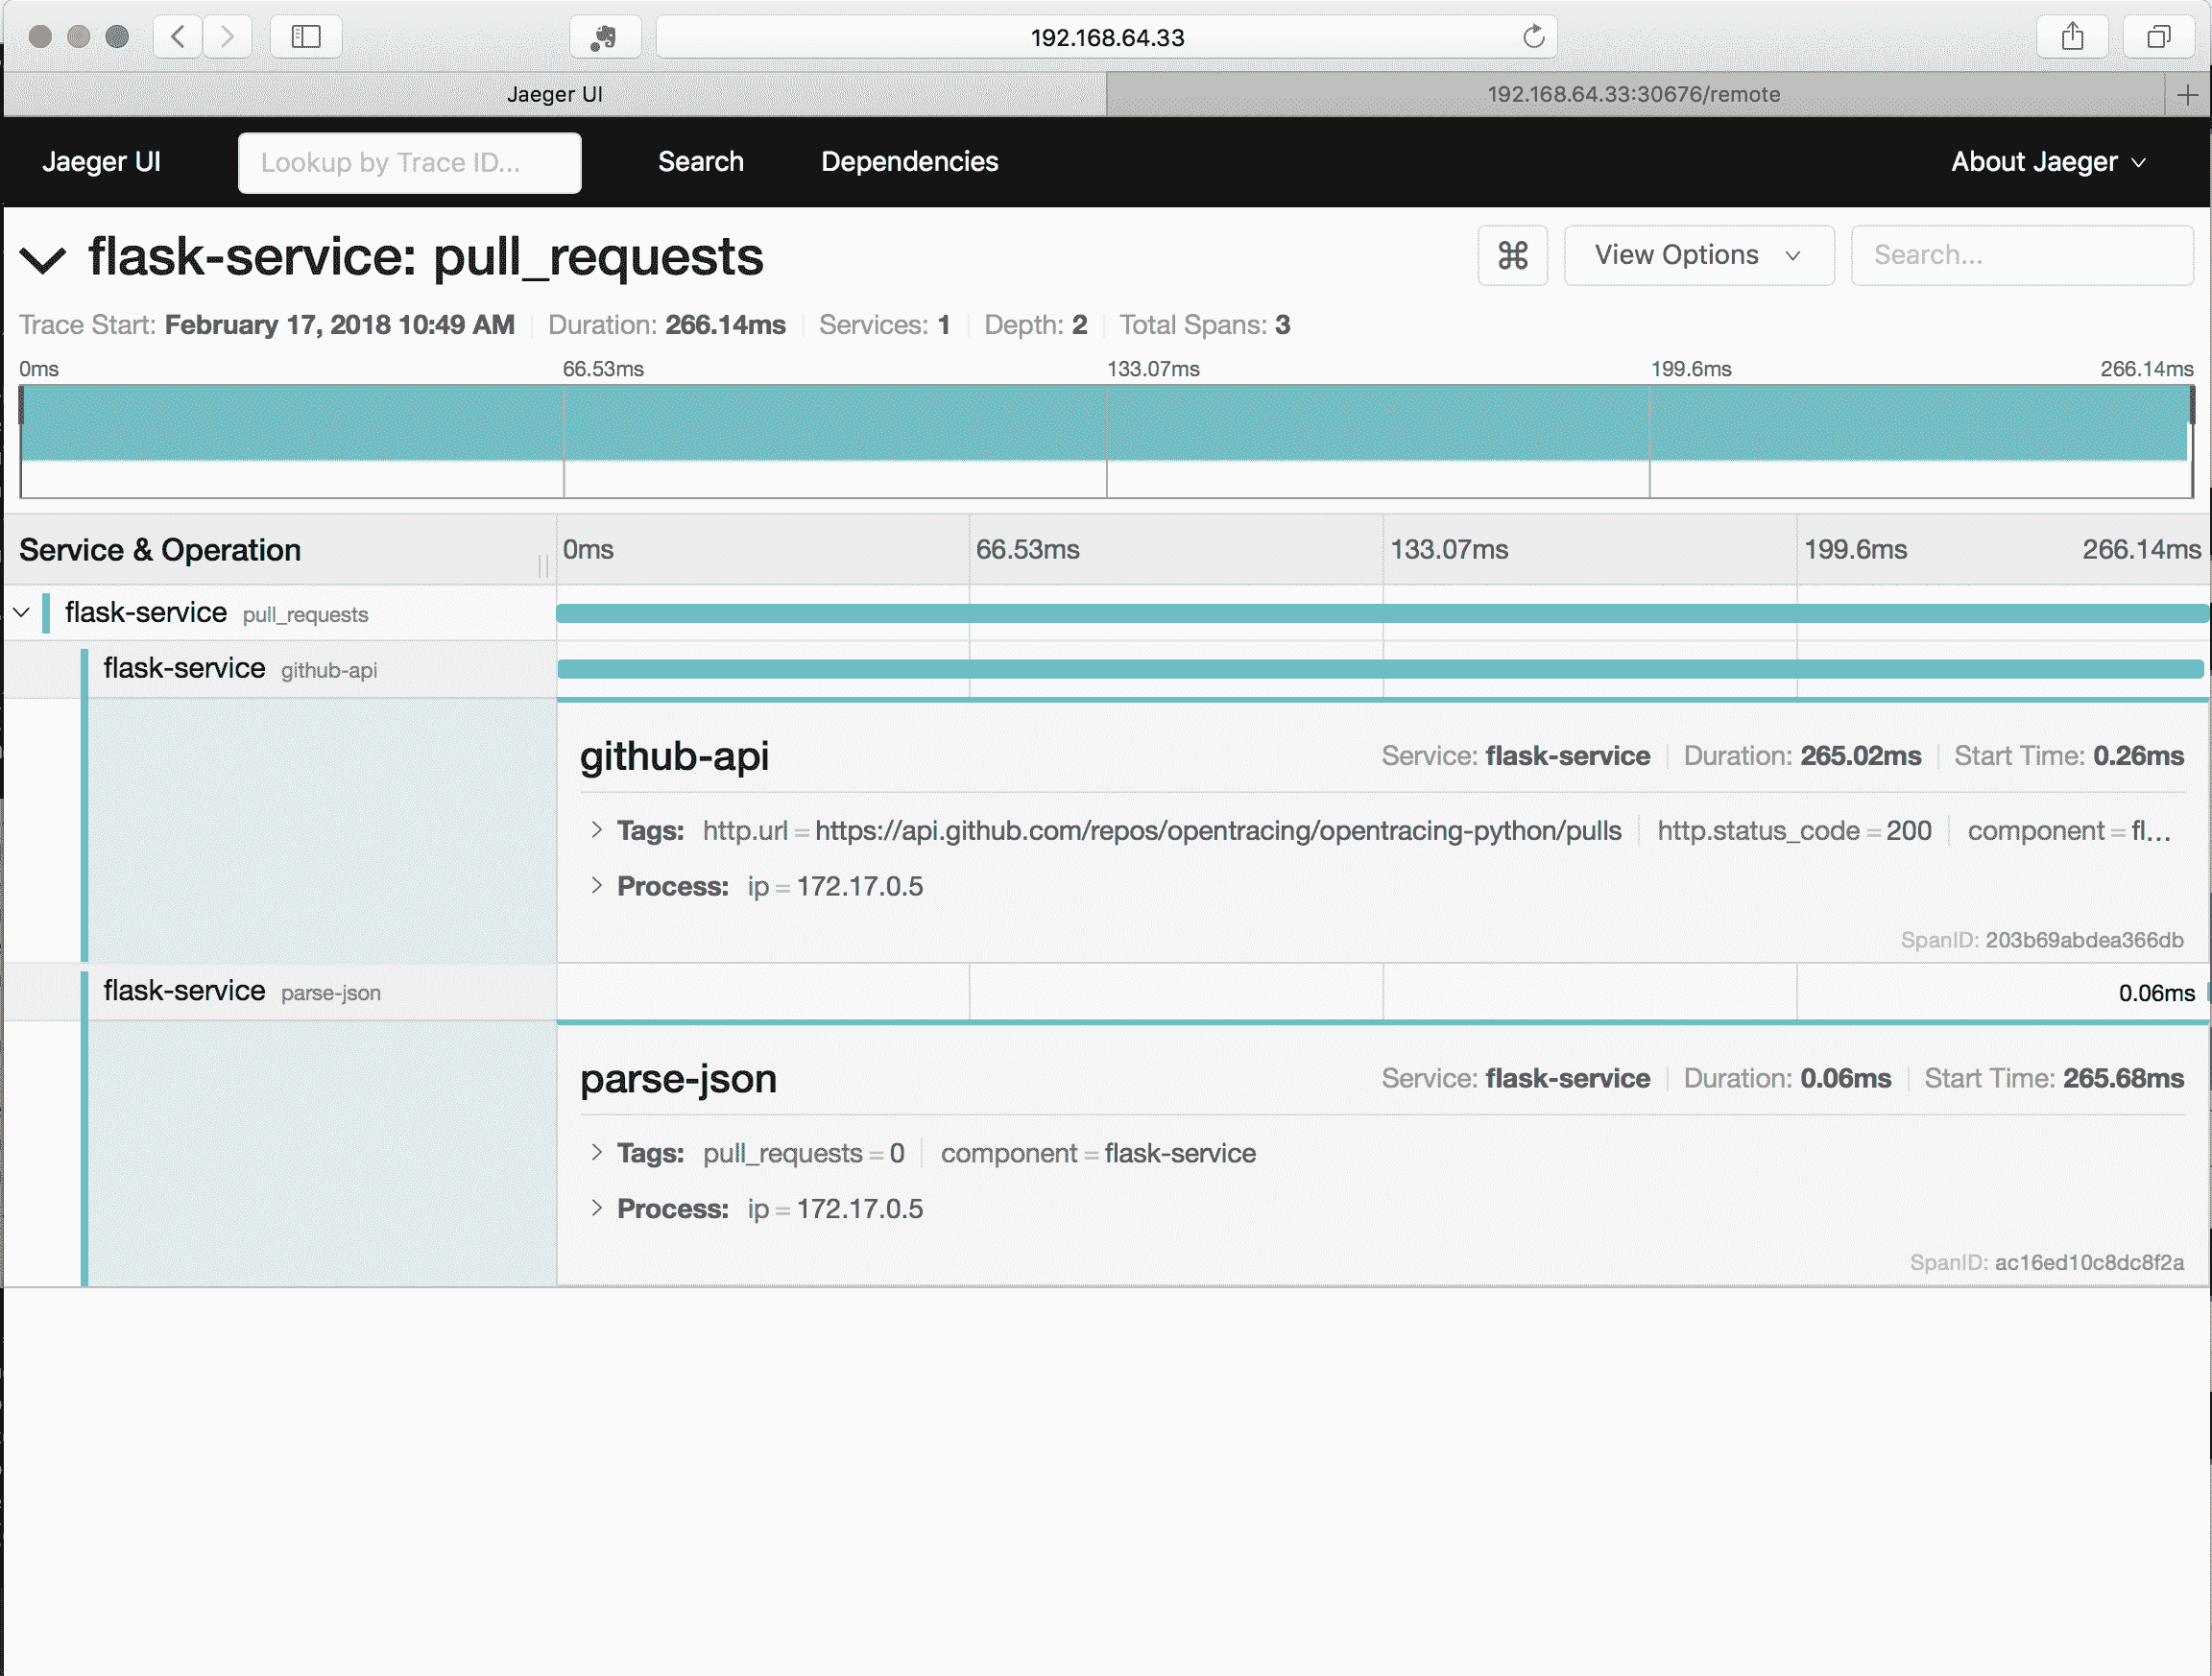 192.168.64.33
Jaeger UI 192.168.64.33:30676/remote
Jaeger UI Lookup by Trace ID... Search Dependencies About Jaeger
flask-service: pull_requests View Options Search...
Trace Start: February 17, 2018 10:49 AM Duration: 266.14ms Services: 1 Depth: 2 Total Spans: 3
0ms 66.53ms 133.07ms 199.6ms 266.14ms
Service & Operation 0ms 66.53ms 133.07ms 199.6ms 266.14ms
flask-service pull_requests
flask-service github-api
github-api Service: flask-service Duration: 265.02ms Start Time: 0.26ms
Tags: http.url = https://api.github.com/repos/opentracing/opentracing-python/pulls http.status_code = 200 component = fl...
Process: ip = 172.17.0.5
SpanID: 203b69abdea366db
flask-service parse-json 0.06ms
parse-json Service: flask-service Duration: 0.06ms Start Time: 265.68ms
Tags: pull_requests = 0 component = flask-service
Process: ip = 172.17.0.5
SpanID: ac16ed10c8dc8f2a